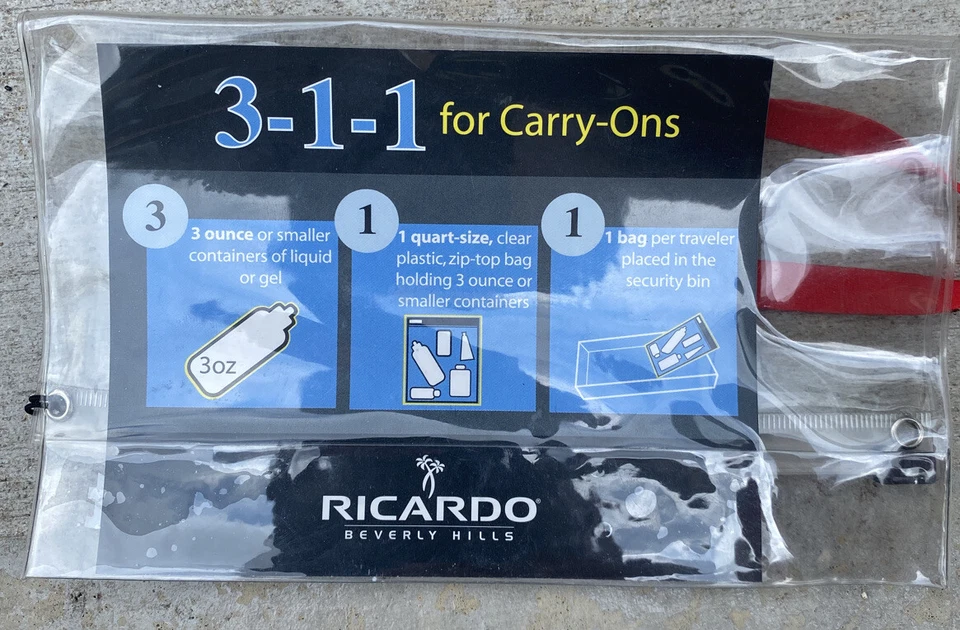 3-1-1 for Carry-Ons
3
3 ounce or smaller
containers of liquid
or gel
3oz
1
1 quart-size, clear
plastic, zip-top bag
holding 3 ounce or
smaller containers
1
1 bag per traveler
placed in the
security bin
RICARDO®
BEVERLY HILLS